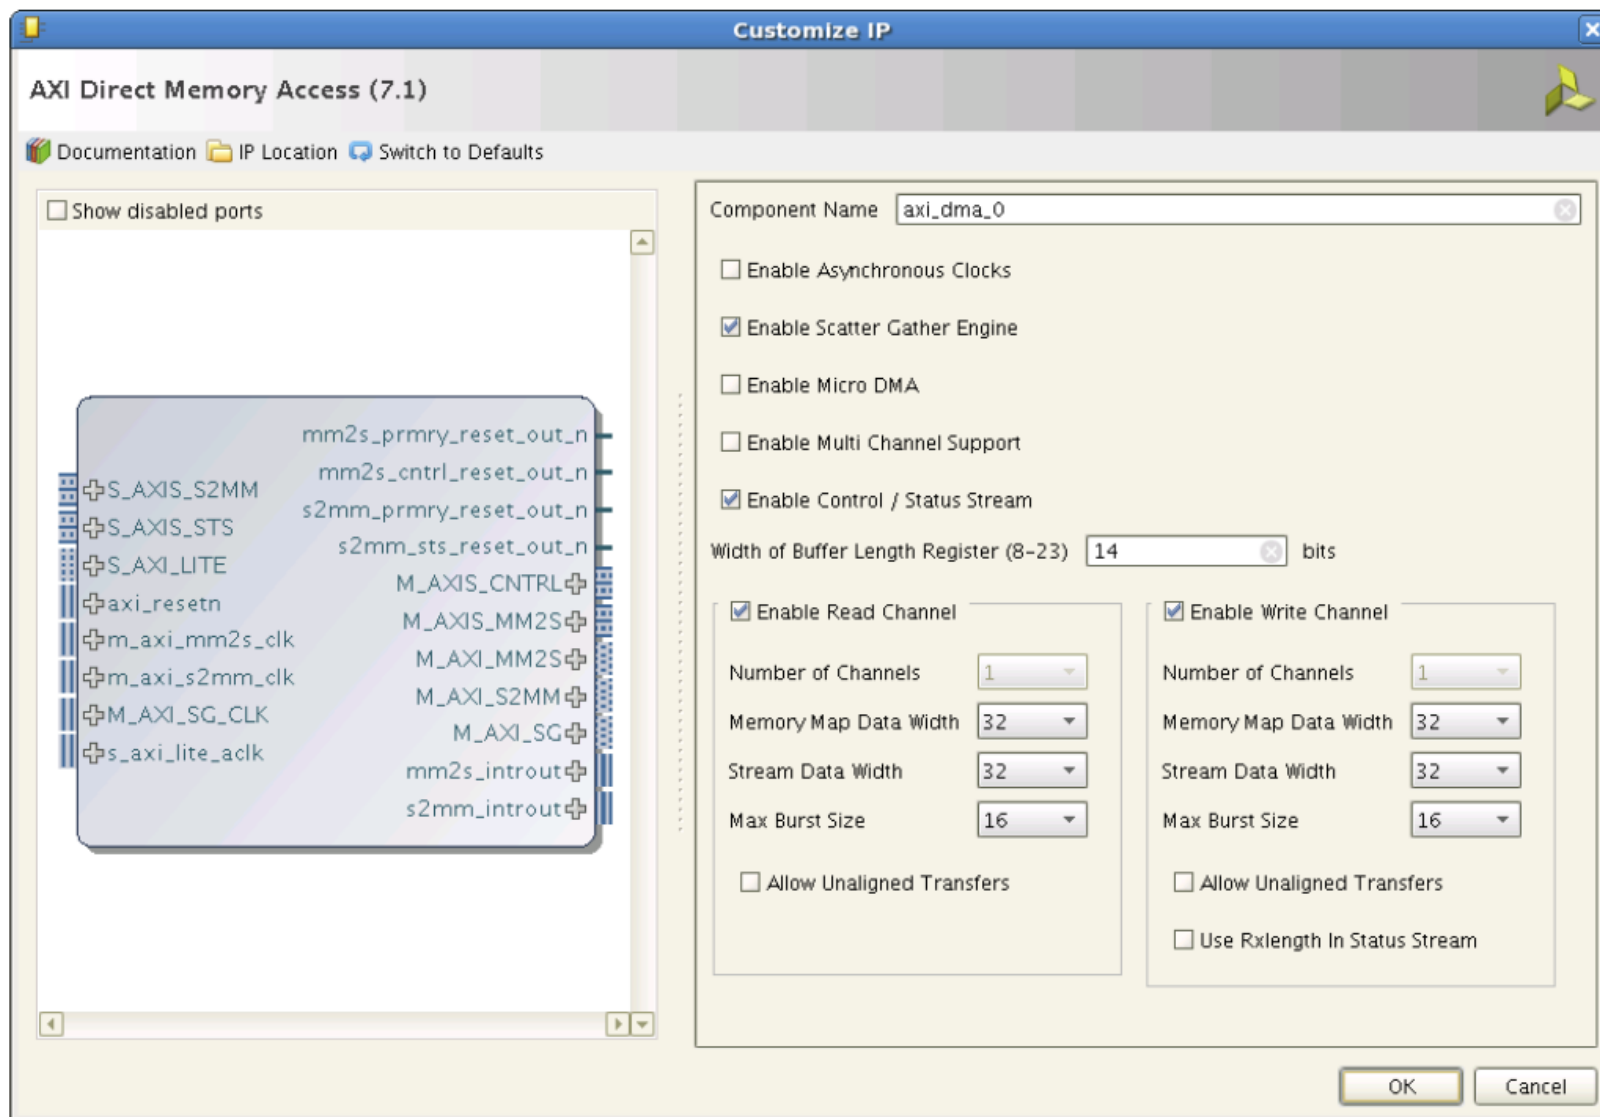 Customize IP
AXI Direct Memory Access (7.1)
Documentation IP Location Switch to Defaults
Show disabled ports
mm2s_prmry_reset_out_n
mm2s_cntrl_reset_out_n
S_AXIS_S2MM
s2mm_prmry_reset_out_n
S_AXIS_STS
s2mm_sts_reset_out_n
S_AXI_LITE
M_AXIS_CNTRL
axi_resetn
M_AXIS_MM2S
m_axi_mm2s_clk
M_AXI_MM2S
m_axi_s2mm_clk
M_AXI_S2MM
M_AXI_SG_CLK
M_AXI_SG
s_axi_lite_aclk
mm2s_introut
s2mm_introut
Component Name axi_dma_0
Enable Asynchronous Clocks
Enable Scatter Gather Engine
Enable Micro DMA
Enable Multi Channel Support
Enable Control / Status Stream
Width of Buffer Length Register (8-23) 14 bits
Enable Read Channel
Number of Channels 1
Memory Map Data Width 32
Stream Data Width 32
Max Burst Size 16
Allow Unaligned Transfers
Enable Write Channel
Number of Channels 1
Memory Map Data Width 32
Stream Data Width 32
Max Burst Size 16
Allow Unaligned Transfers
Use Rxlength In Status Stream
OK Cancel